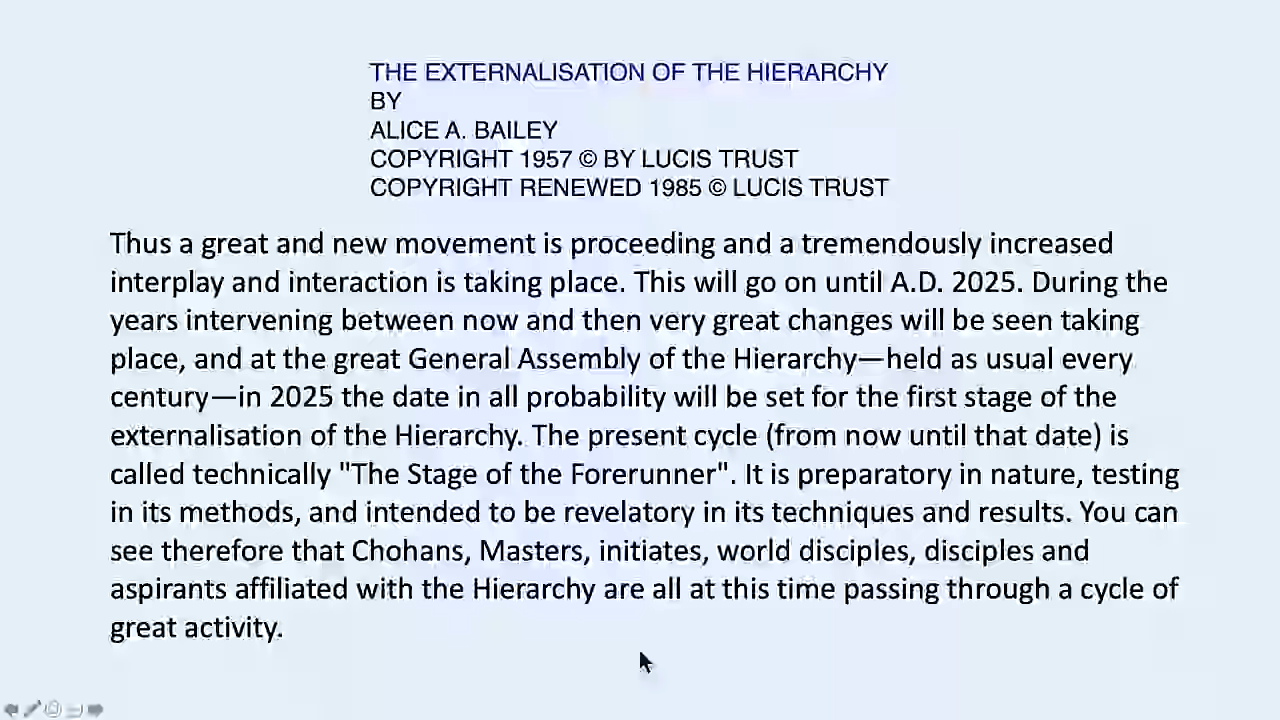 THE EXTERNALISATION OF THE HIERARCHY
BY
ALICE A. BAILEY
COPYRIGHT 1957 © BY LUCIS TRUST
COPYRIGHT RENEWED 1985 © LUCIS TRUST
Thus a great and new movement is proceeding and a tremendously increased
interplay and interaction is taking place. This will go on until A.D. 2025. During the
years intervening between now and then very great changes will be seen taking
place, and at the great General Assembly of the Hierarchy—held as usual every
century—in 2025 the date in all probability will be set for the first stage of the
externalisation of the Hierarchy. The present cycle (from now until that date) is
called technically "The Stage of the Forerunner". It is preparatory in nature, testing
in its methods, and intended to be revelatory in its techniques and results. You can
see therefore that Chohans, Masters, initiates, world disciples, disciples and
aspirants affiliated with the Hierarchy are all at this time passing through a cycle of
great activity.